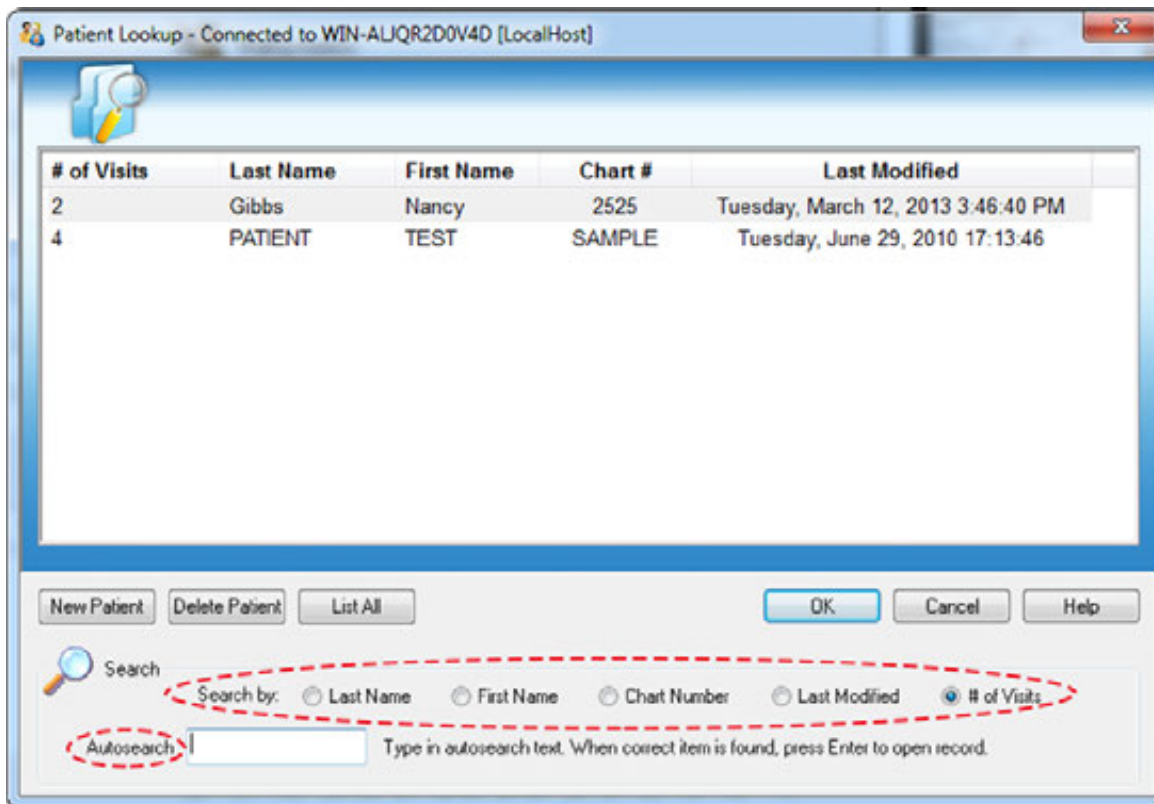 Patient Lookup - Connected to WIN-ALJQR2D0V4D [LocalHost]
x
# of Visits Last Name First Name Chart # Last Modified
2 Gibbs Nancy 2525 Tuesday, March 12, 2013 3:46:40 PM
4 PATIENT TEST SAMPLE Tuesday, June 29, 2010 17:13:46
New Patient Delete Patient List All OK Cancel Help
Search
Search by: Last Name First Name Chart Number Last Modified # of Visits
Autosearch Type in autosearch text. When correct item is found, press Enter to open record.